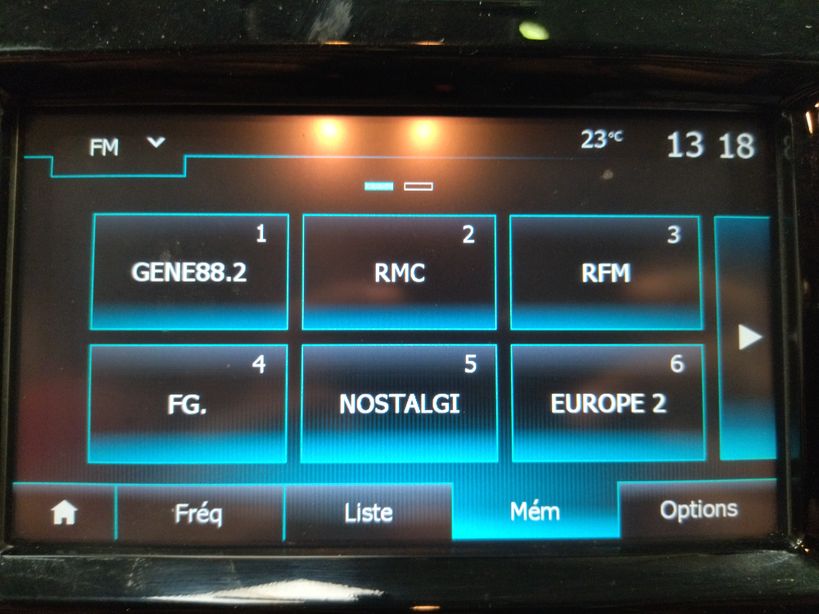 FM 23°C 13 18
1 2 3
GENE88.2 RMC RFM
4 5 6
FG. NOSTALGI EUROPE 2
Fréq Liste Mém Options